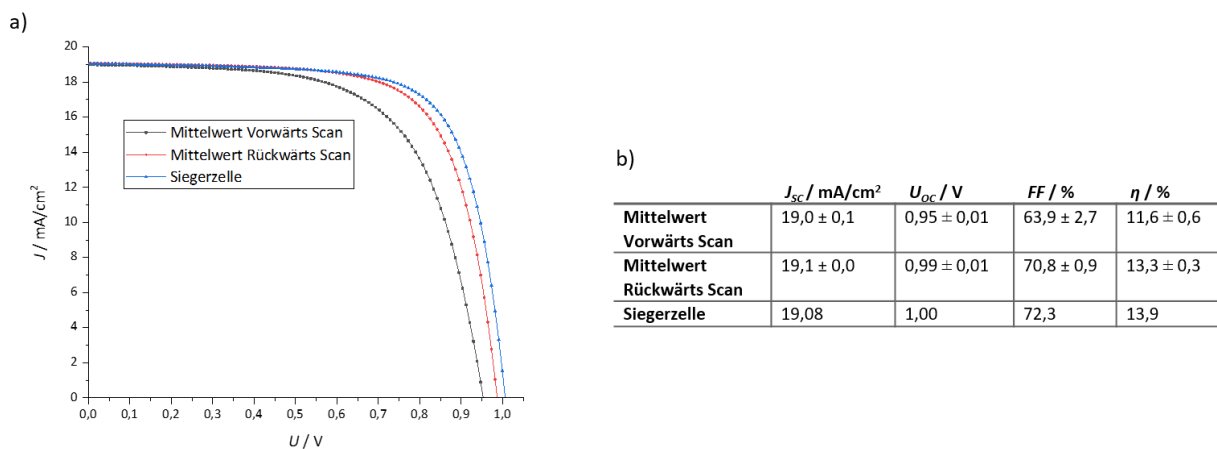 a)
20
18
16
14
12
10
8
6
4
2
0
J / mA/cm²
Mittelwert Vorwärts Scan
Mittelwert Rückwärts Scan
Siegerzelle
0,0 0,1 0,2 0,3 0,4 0,5 0,6 0,7 0,8 0,9 1,0
U / V
b)
JSC / mA/cm² UOC / V FF / % η / %
Mittelwert Vorwärts Scan 19,0 ± 0,1 0,95 ± 0,01 63,9 ± 2,7 11,6 ± 0,6
Mittelwert Rückwärts Scan 19,1 ± 0,0 0,99 ± 0,01 70,8 ± 0,9 13,3 ± 0,3
Siegerzelle 19,08 1,00 72,3 13,9